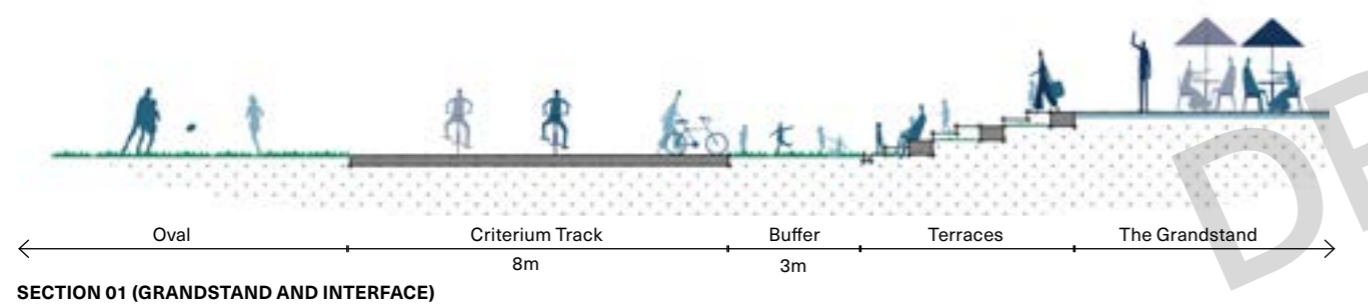 Oval Criterium Track Buffer Terraces The Grandstand
8m 3m
SECTION 01 (GRANDSTAND AND INTERFACE)